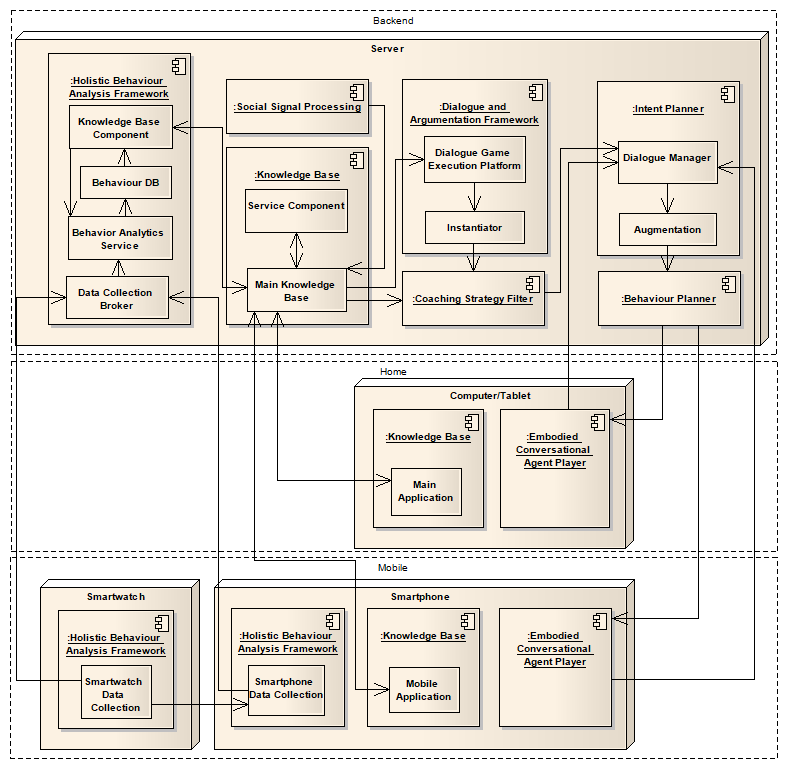 Backend
Server
:Holistic Behaviour
Analysis Framework
Knowledge Base
Component
Behaviour DB
Behavior Analytics
Service
Data Collection
Broker
:Social Signal Processing
:Knowledge Base
Service Component
Main Knowledge
Base
:Dialogue and
Argumentation Framework
Dialogue Game
Execution Platform
Instantiator
:Coaching Strategy Filter
:Intent Planner
Dialogue Manager
Augmentation
:Behaviour Planner
Home
Computer/Tablet
:Knowledge Base
Main
Application
:Embodied
Conversational
Agent Player
Mobile
Smartwatch
:Holistic Behaviour
Analysis Framework
Smartwatch
Data
Collection
Smartphone
:Holistic Behaviour
Analysis Framework
Smartphone
Data Collection
:Knowledge Base
Mobile
Application
:Embodied
Conversational
Agent Player